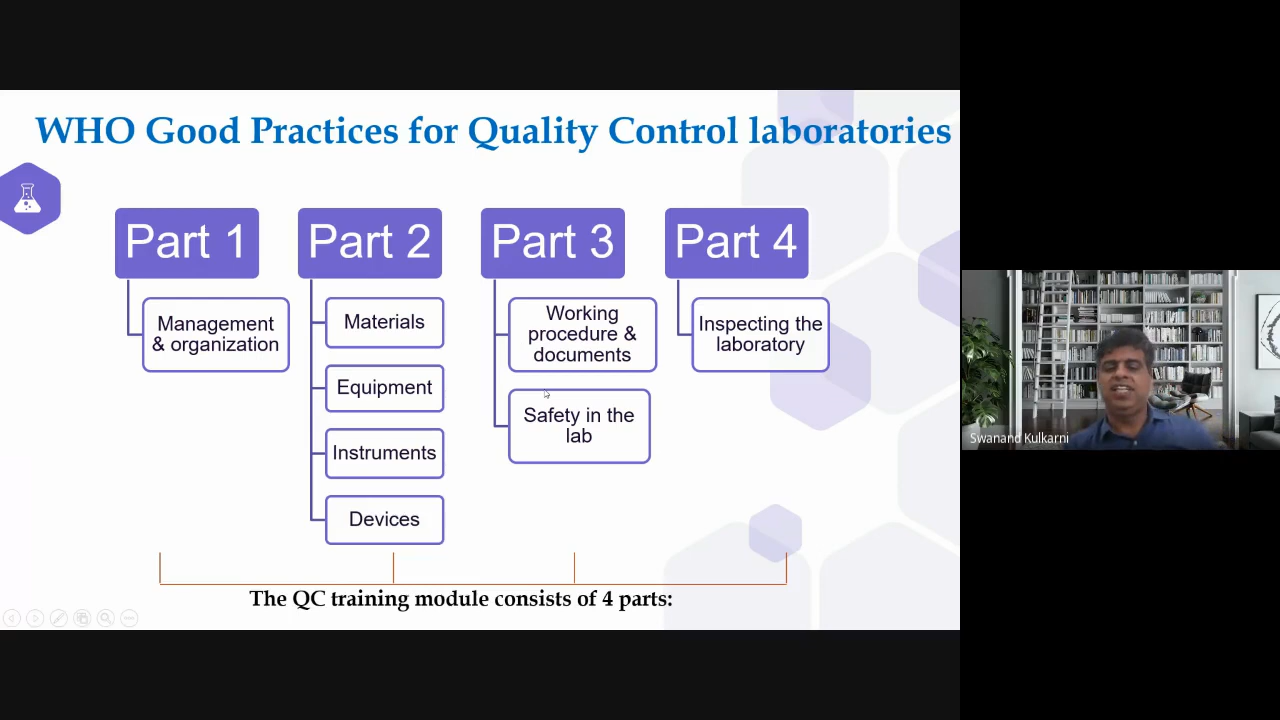 WHO Good Practices for Quality Control laboratories
Part 1
Management
& organization
Part 2
Materials
Equipment
Instruments
Devices
Part 3
Working
procedure &
documents
Safety in the
lab
Part 4
Inspecting the
laboratory
The QC training module consists of 4 parts:
Swanand Kulkarni